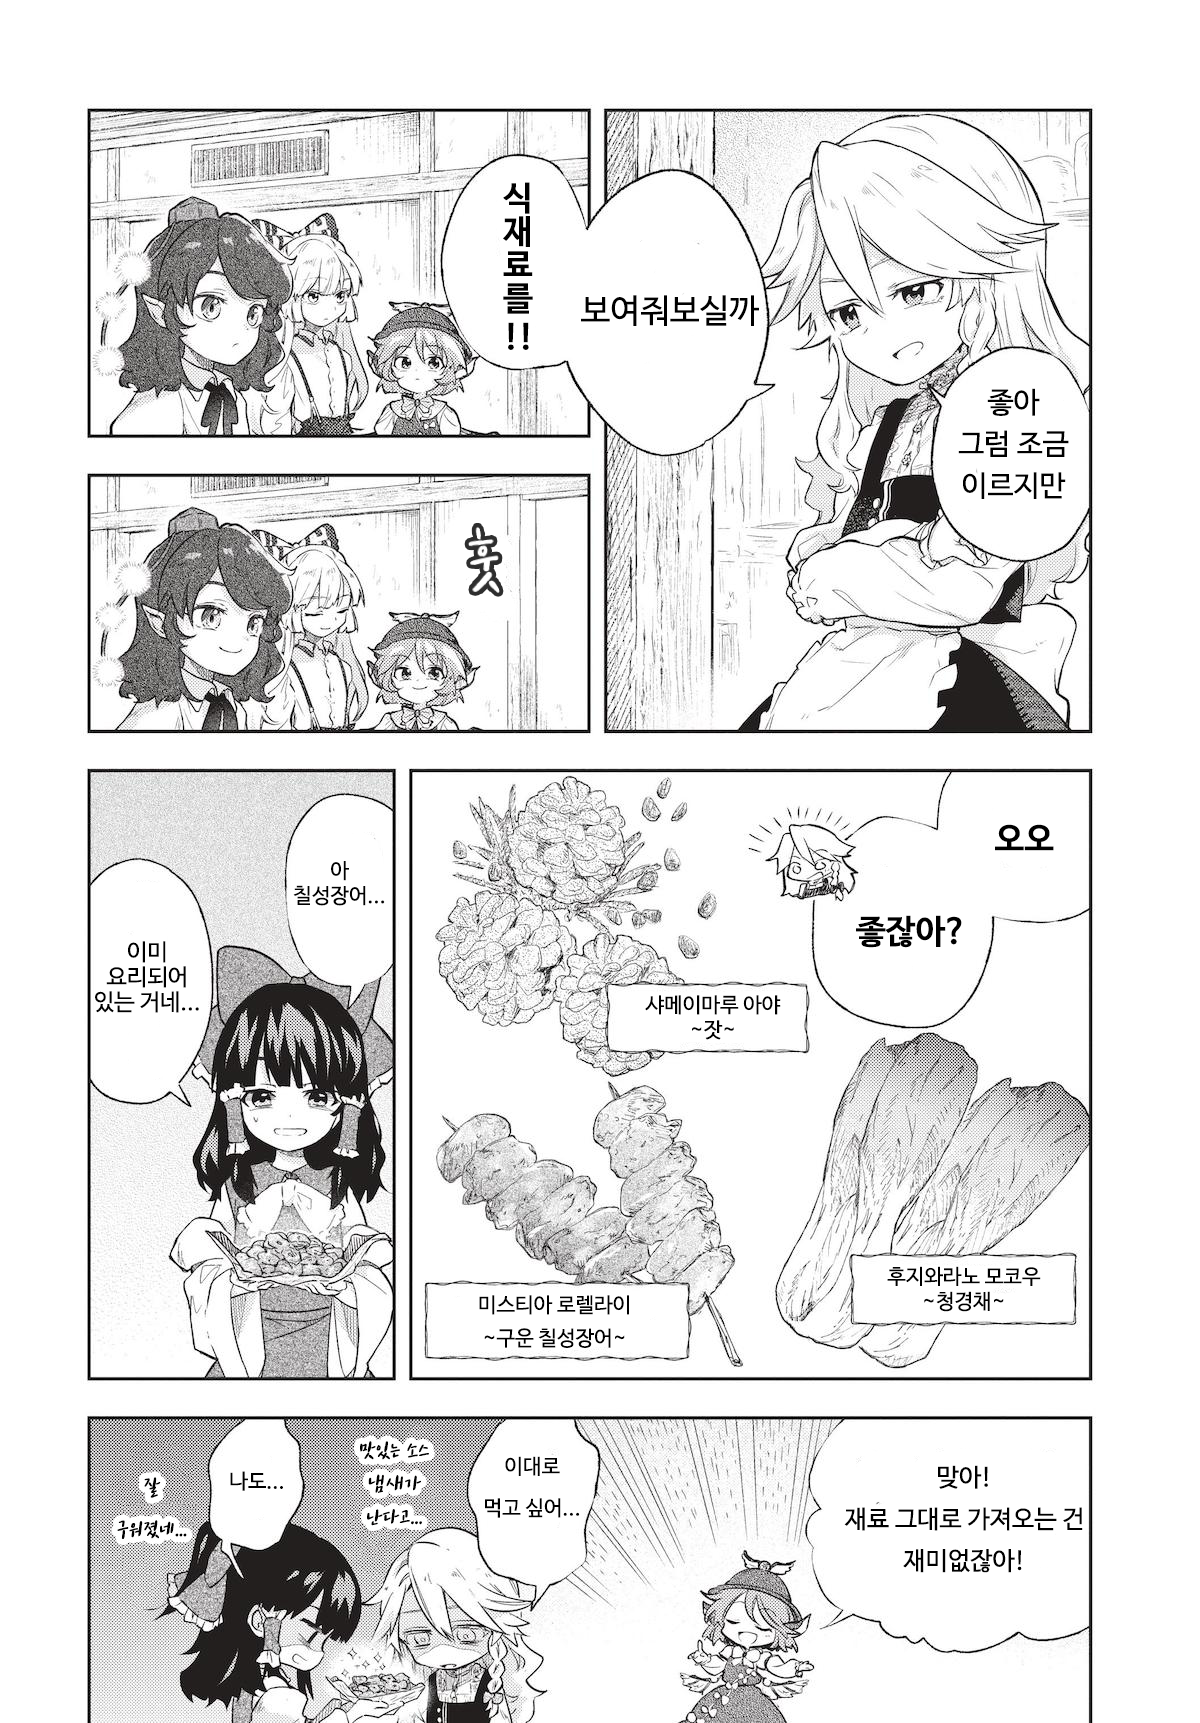 좋아
그럼 조금
이르지만
보여줘보실까
식재료를!!
훗
오오
좋잖아?
샤메이마루 아야
~잣~
후지와라노 모코우
~청경채~
미스티아 로렐라이
~구운 칠성장어~
아
칠성장어...
이미
요리되어
있는 거네...
맞아!
재료 그대로 가져오는 건
재미없잖아!
이대로
먹고 싶어...
맛있는 소스
냄새가
난다고...
나도...
잘
구워졌네...